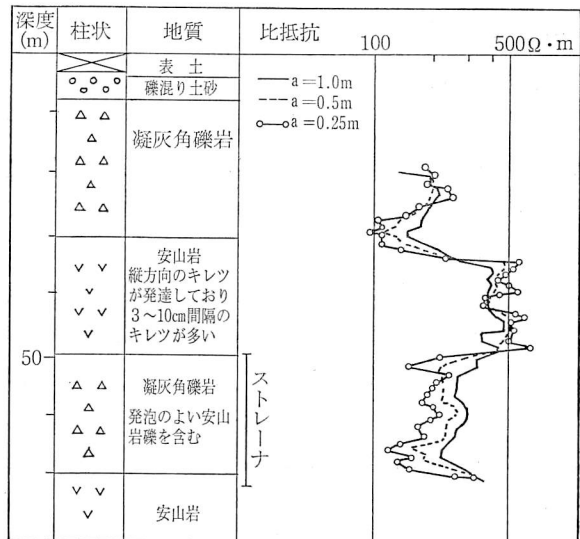 深度
(m)
柱状
地質
比抵抗
100
500Ω・m
表土
礫混り土砂
a=1.0m
a=0.5m
a=0.25m
凝灰角礫岩
安山岩
縦方向のキレツ
が発達しており
3～10cm間隔の
キレツが多い
50
ストレーナ
凝灰角礫岩
発泡のよい安山
岩礫を含む
安山岩